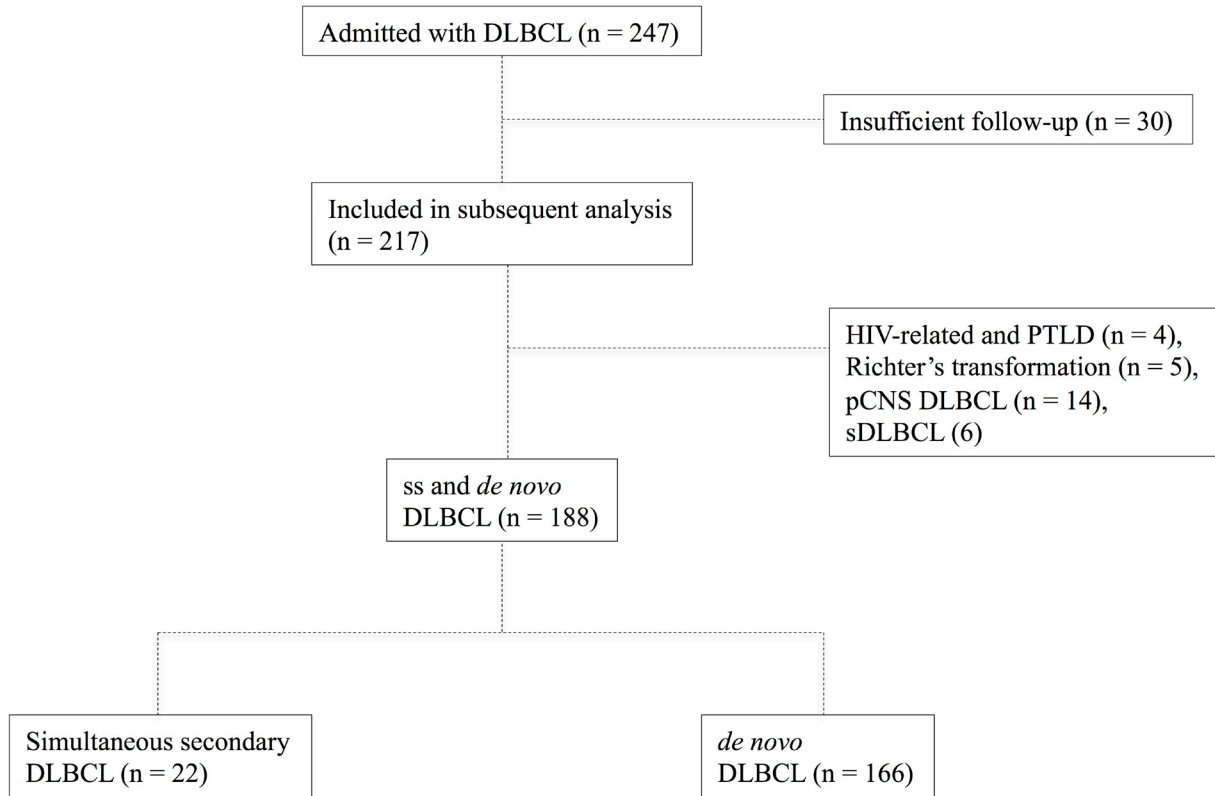 Admitted with DLBCL (n = 247)
Insufficient follow-up (n = 30)
Included in subsequent analysis
(n = 217)
HIV-related and PTLD (n = 4),
Richter’s transformation (n = 5),
pCNS DLBCL (n = 14),
sDLBCL (6)
ss and de novo
DLBCL (n = 188)
Simultaneous secondary
DLBCL (n = 22)
de novo
DLBCL (n = 166)